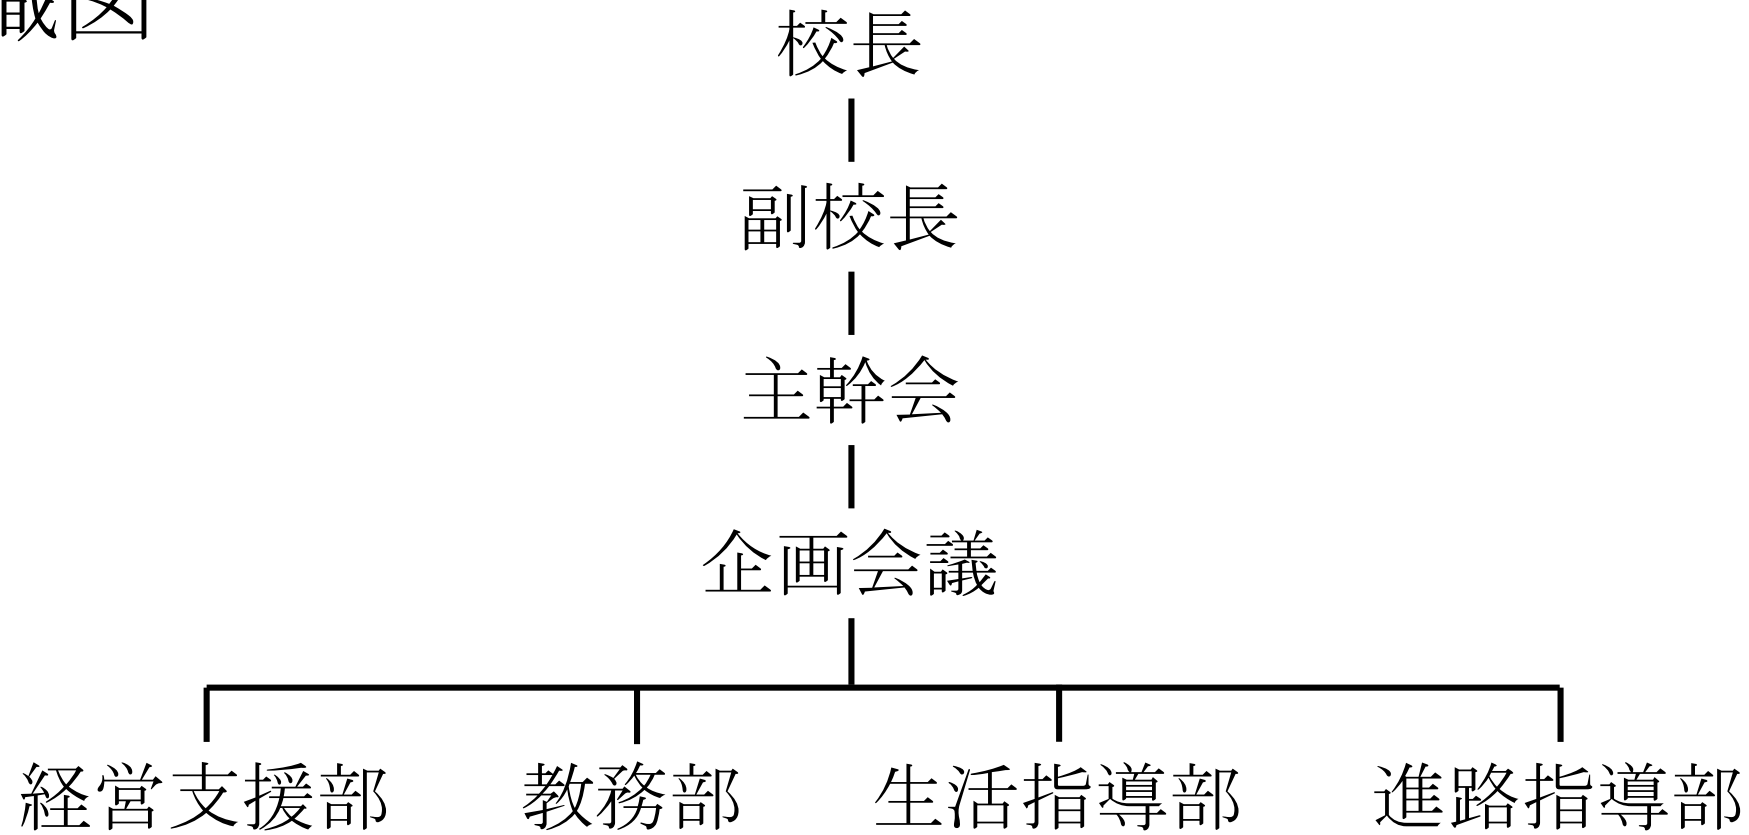 図
校長
副校長
主幹会
企画会議
経営支援部 教務部 生活指導部 進路指導部